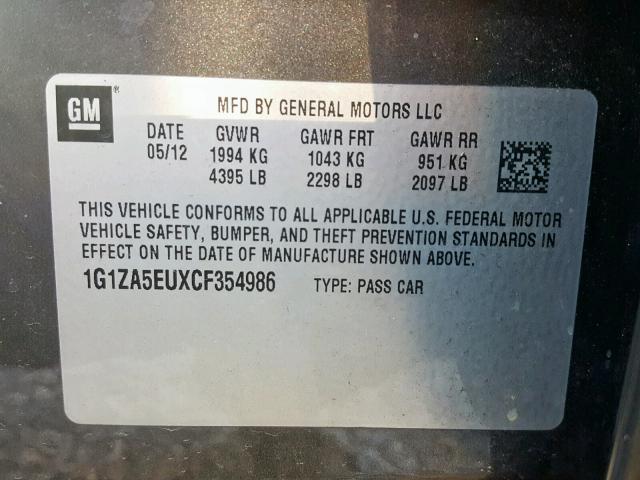 GM ®
MFD BY GENERAL MOTORS LLC
DATE GVWR GAWR FRT GAWR RR
05/12 1994 KG 1043 KG 951 KG
4395 LB 2298 LB 2097 LB
THIS VEHICLE CONFORMS TO ALL APPLICABLE U.S. FEDERAL MOTOR
VEHICLE SAFETY, BUMPER, AND THEFT PREVENTION STANDARDS IN
EFFECT ON THE DATE OF MANUFACTURE SHOWN ABOVE.
1G1ZA5EUXCF354986 TYPE: PASS CAR